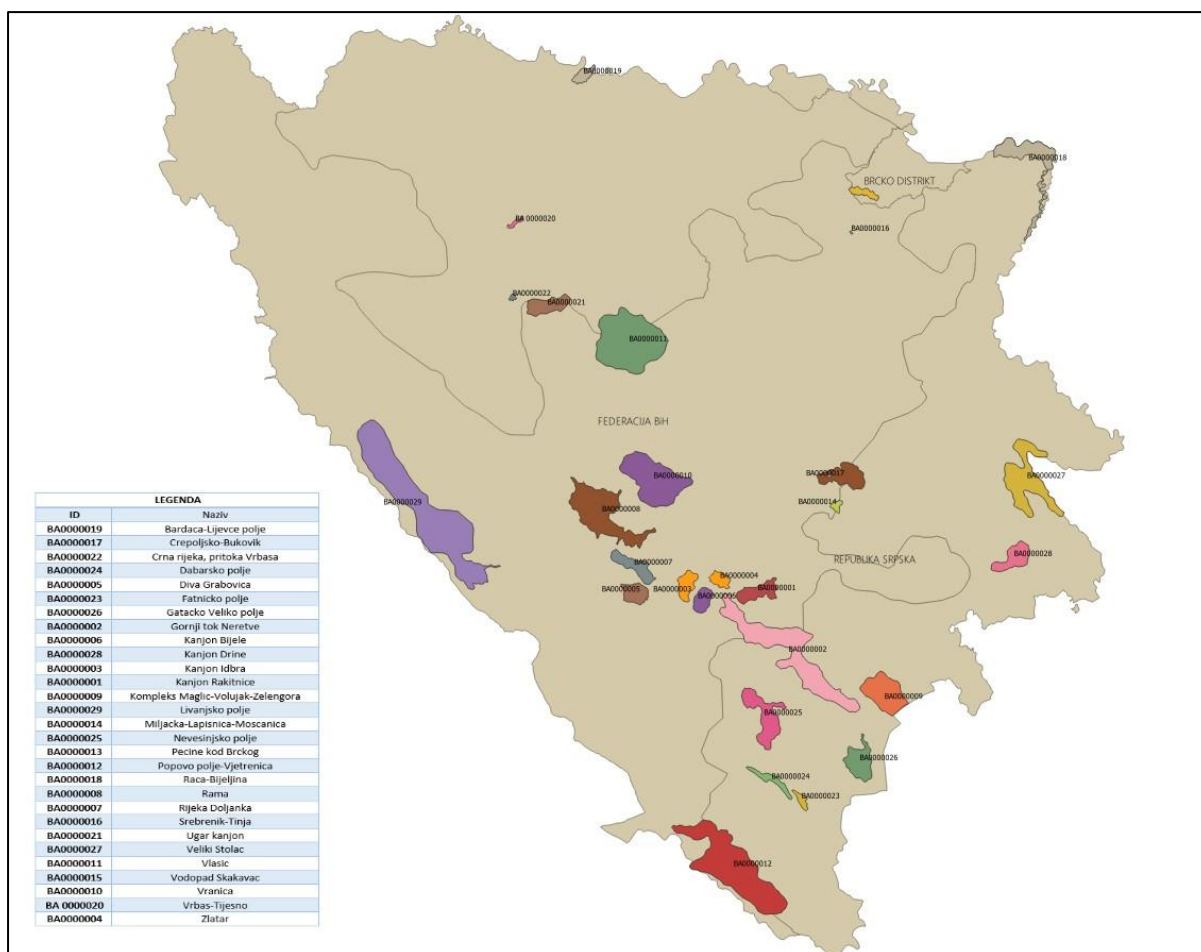 BA0000019
BA0000018
BRCKO DISTRIKT
BA 0000020
BA0000016
BA0000022
BA0000021
BA0000011
FEDERACIJA BIH
BA0000017
BA0000010
BA0000027
BA0000029
BA0000014
BA0000008
BA0000028
REPUBLIKA SRPSKA
BA0000007
BA0000004
BA0000005
BA0000003
BA0000001
BA0000006
BA0000002
BA0000009
BA0000025
BA0000026
BA0000024
BA0000023
BA0000012
LEGENDA
ID Naziv
BA0000019 Bardaca-Lijevce polje
BA0000017 Crepoljsko-Bukovik
BA0000022 Crna rijeka, pritoka Vrbasa
BA0000024 Dabarsko polje
BA0000005 Diva Grabovica
BA0000023 Fatnicko polje
BA0000026 Gatacko Veliko polje
BA0000002 Gornji tok Neretve
BA0000006 Kanjon Bijele
BA0000028 Kanjon Drine
BA0000003 Kanjon Idbra
BA0000001 Kanjon Rakitnice
BA0000009 Kompleks Maglic-Volujak-Zelengora
BA0000029 Livanjsko polje
BA0000014 Miljacka-Lapisnica-Moscanica
BA0000025 Nevesinjsko polje
BA0000013 Pecine kod Brckog
BA0000012 Popovo polje-Vjetrenica
BA0000018 Raca-Bijeljina
BA0000008 Rama
BA0000007 Rijeka Doljanka
BA0000016 Srebrenik-Tinja
BA0000021 Ugar kanjon
BA0000027 Veliki Stolac
BA0000011 Vlasic
BA0000015 Vodopad Skakavac
BA0000010 Vranica
BA 0000020 Vrbas-Tijesno
BA0000004 Zlatar